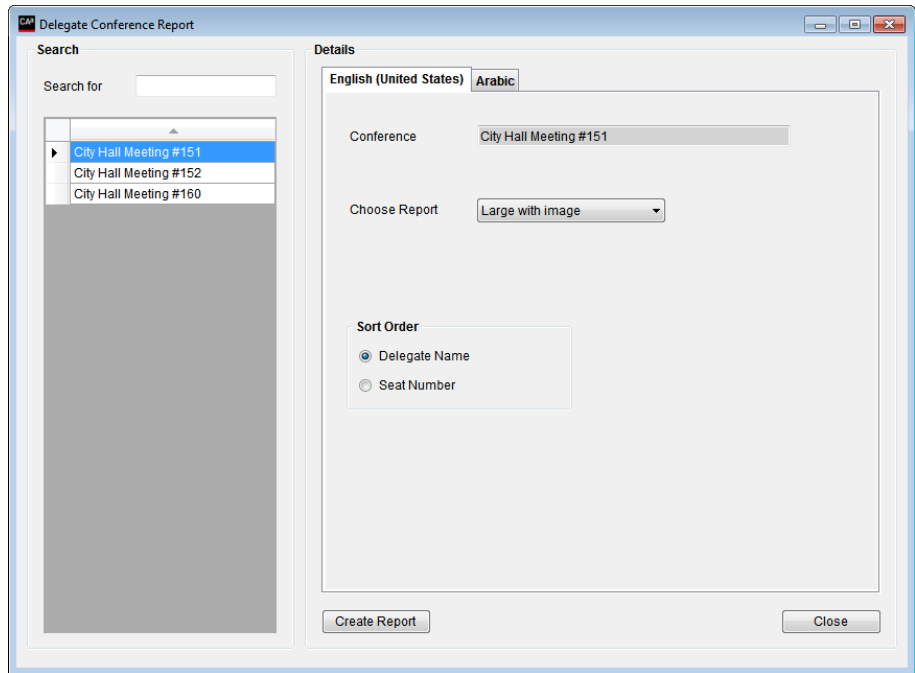 CA³ Delegate Conference Report
Search
Search for
City Hall Meeting #151
City Hall Meeting #152
City Hall Meeting #160
Details
English (United States) Arabic
Conference City Hall Meeting #151
Choose Report Large with image
Sort Order
Delegate Name
Seat Number
Create Report Close